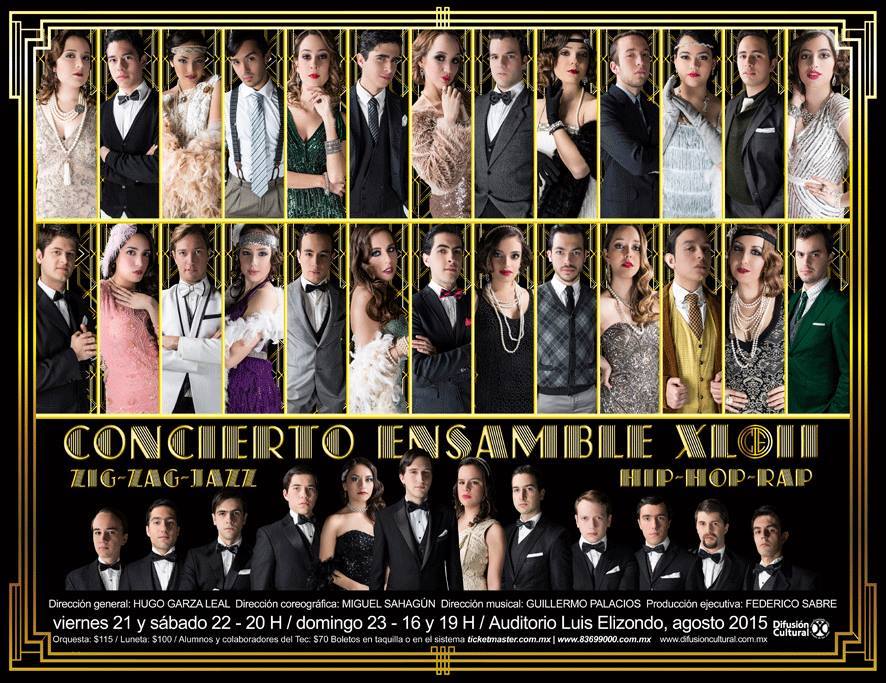 CONCIERTO ENSAMBLE XLII
ZIG-ZAG-JAZZ HIP-HOP-RAP
Dirección general: HUGO GARZA LEAL Dirección coreográfica: MIGUEL SAHAGÚN Dirección musical: GUILLERMO PALACIOS Producción ejecutiva: FEDERICO SABRE
viernes 21 y sábado 22 - 20 H / domingo 23 - 16 y 19 H / Auditorio Luis Elizondo, agosto 2015 Difusión Cultural
Orquesta: $115 / Luneta: $100 / Alumnos y colaboradores del Tec: $70 Boletos en taquilla o en el sistema ticketmaster.com.mx | www.83699000.com.mx www.difusioncultural.com.mx